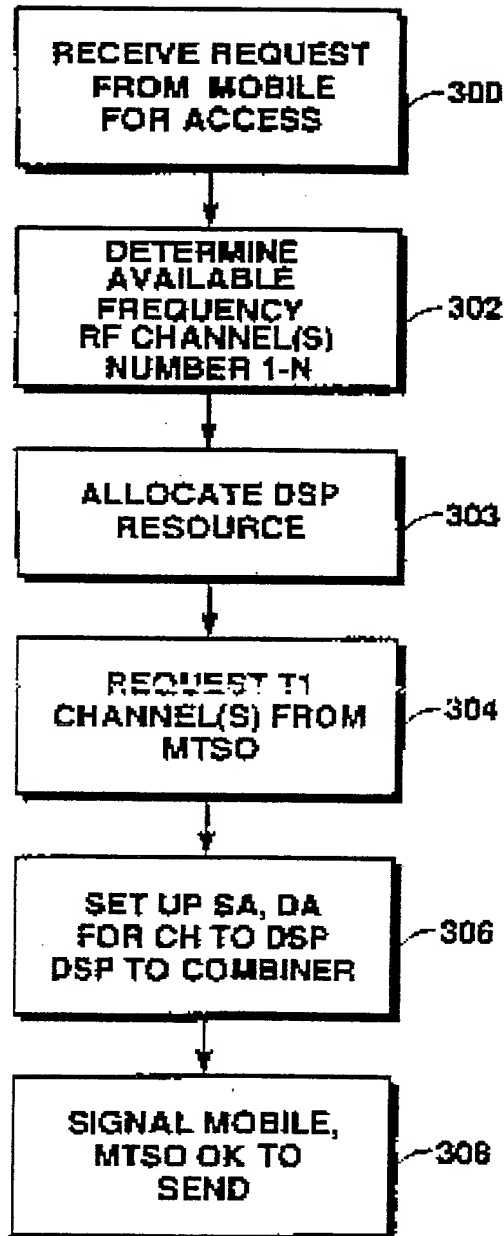 RECEIVE REQUEST
FROM MOBILE
FOR ACCESS
300
DETERMINE
AVAILABLE
FREQUENCY
RF CHANNEL(S)
NUMBER 1-N
302
ALLOCATE DSP
RESOURCE
303
REQUEST T1
CHANNEL(S) FROM
MTSO
304
SET UP SA, DA
FOR CH TO DSP
DSP TO COMBINER
306
SIGNAL MOBILE,
MTSO OK TO
SEND
308